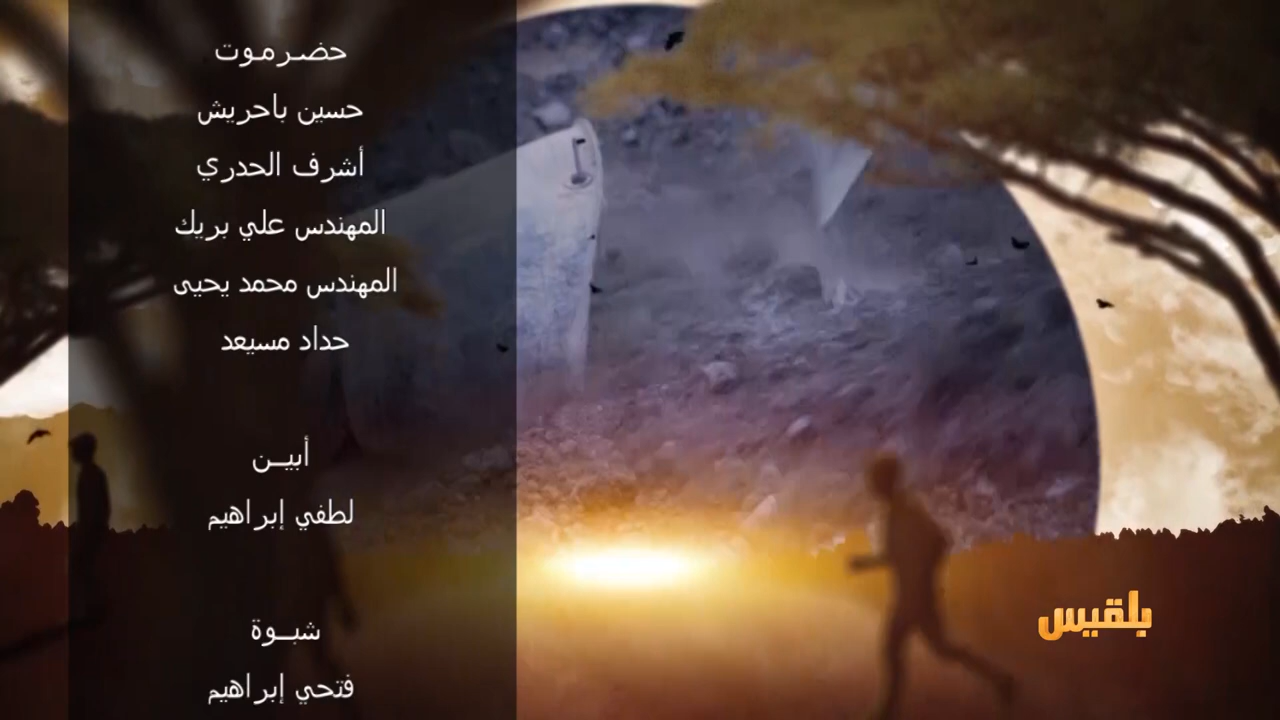 حضرموت
حسين باحريش
أشرف الحدري
المهندس علي بريك
المهندس محمد يحيى
حداد مسيعد
أبيــن
لطفي إبراهيم
شبــوة
فتحي إبراهيم
بلقيس